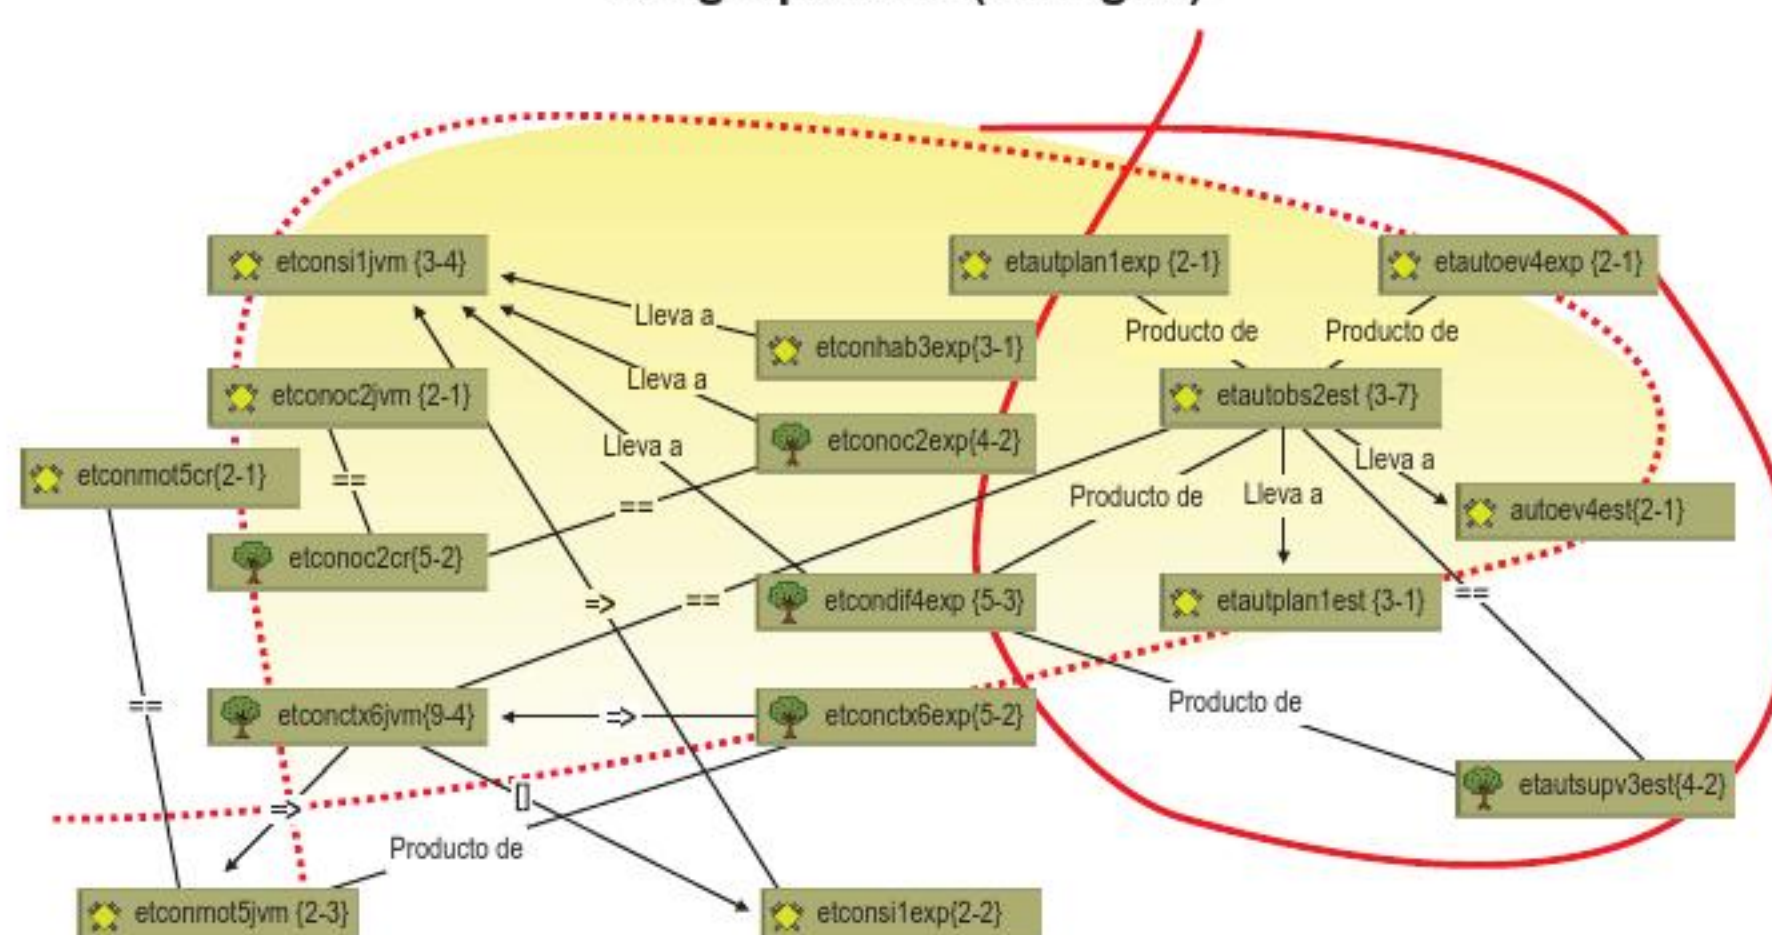 etconsi1jvm {3-4}
etautplan1exp {2-1}
etautoev4exp {2-1}
Lleva a
etconhab3exp{3-1}
Producto de
Producto de
etconoc2jvm {2-1}
Lleva a
etautobs2est {3-7}
etconoc2exp{4-2}
Lleva a
Lleva a
etconmot5cr{2-1}
==
==
Producto de
Lleva a
autoev4est{2-1}
etconoc2cr{5-2}
=>
==
etcondif4exp {5-3}
etautplan1est {3-1}
==
==
etconctx6jvm{9-4}
=>
etconctx6exp{5-2}
Producto de
=>
[]
etautsupv3est{4-2}
Producto de
etconmot5jvm {2-3}
etconsi1exp{2-2}